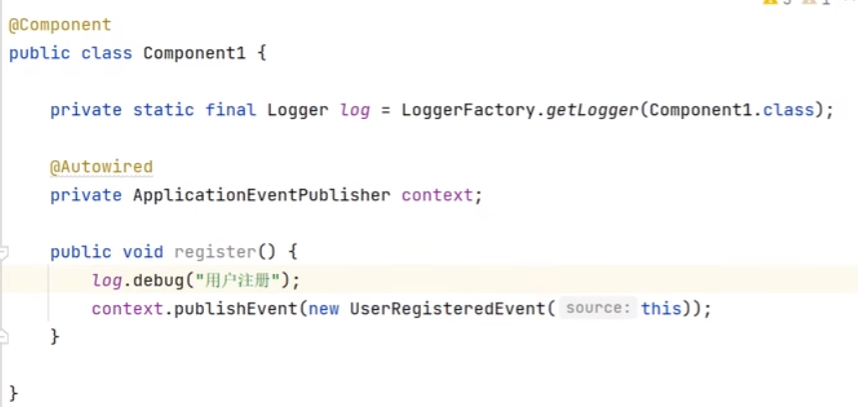 @Component
public class Component1 {
private static final Logger log = LoggerFactory.getLogger(Component1.class);
@Autowired
private ApplicationEventPublisher context;
public void register() {
log.debug("用户注册");
context.publishEvent(new UserRegisteredEvent( source: this));
}
}